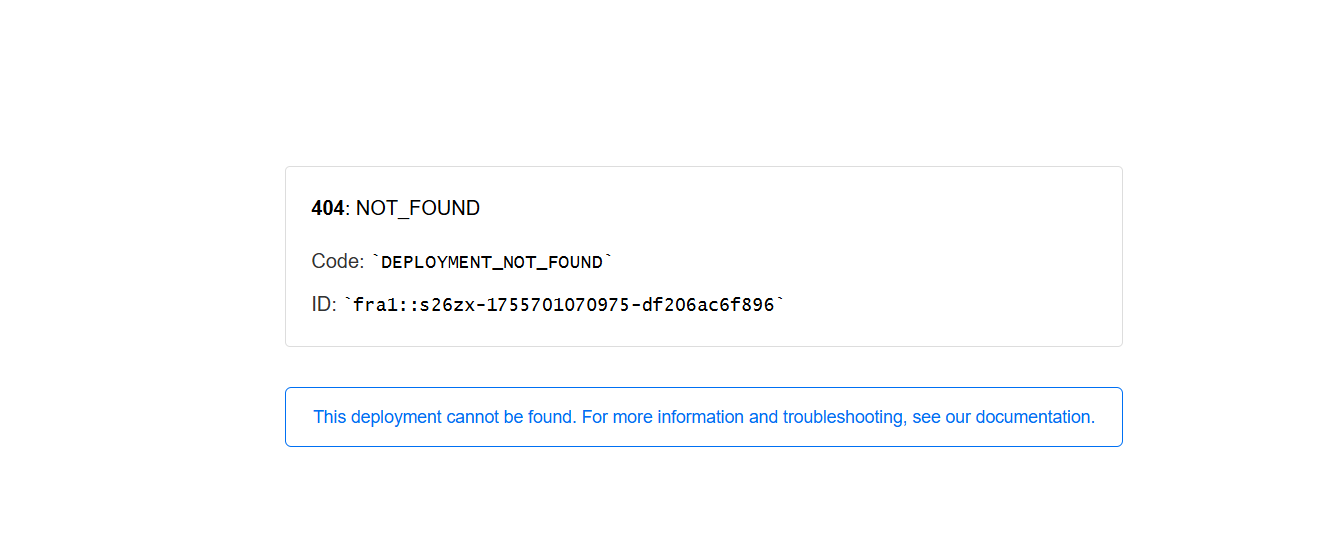 404: NOT_FOUND
Code: `DEPLOYMENT_NOT_FOUND`
ID: `fra1::s26zx-1755701070975-df206ac6f896`
This deployment cannot be found. For more information and troubleshooting, see our documentation.